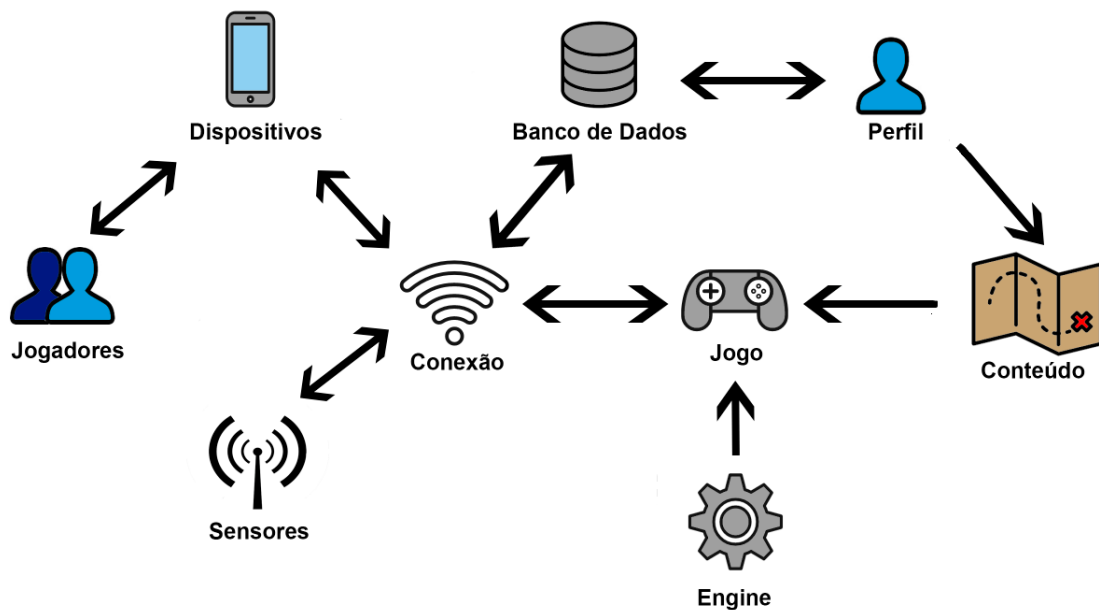 Dispositivos
Banco de Dados
Perfil
Jogadores
Conexão
Jogo
Conteúdo
Sensores
Engine